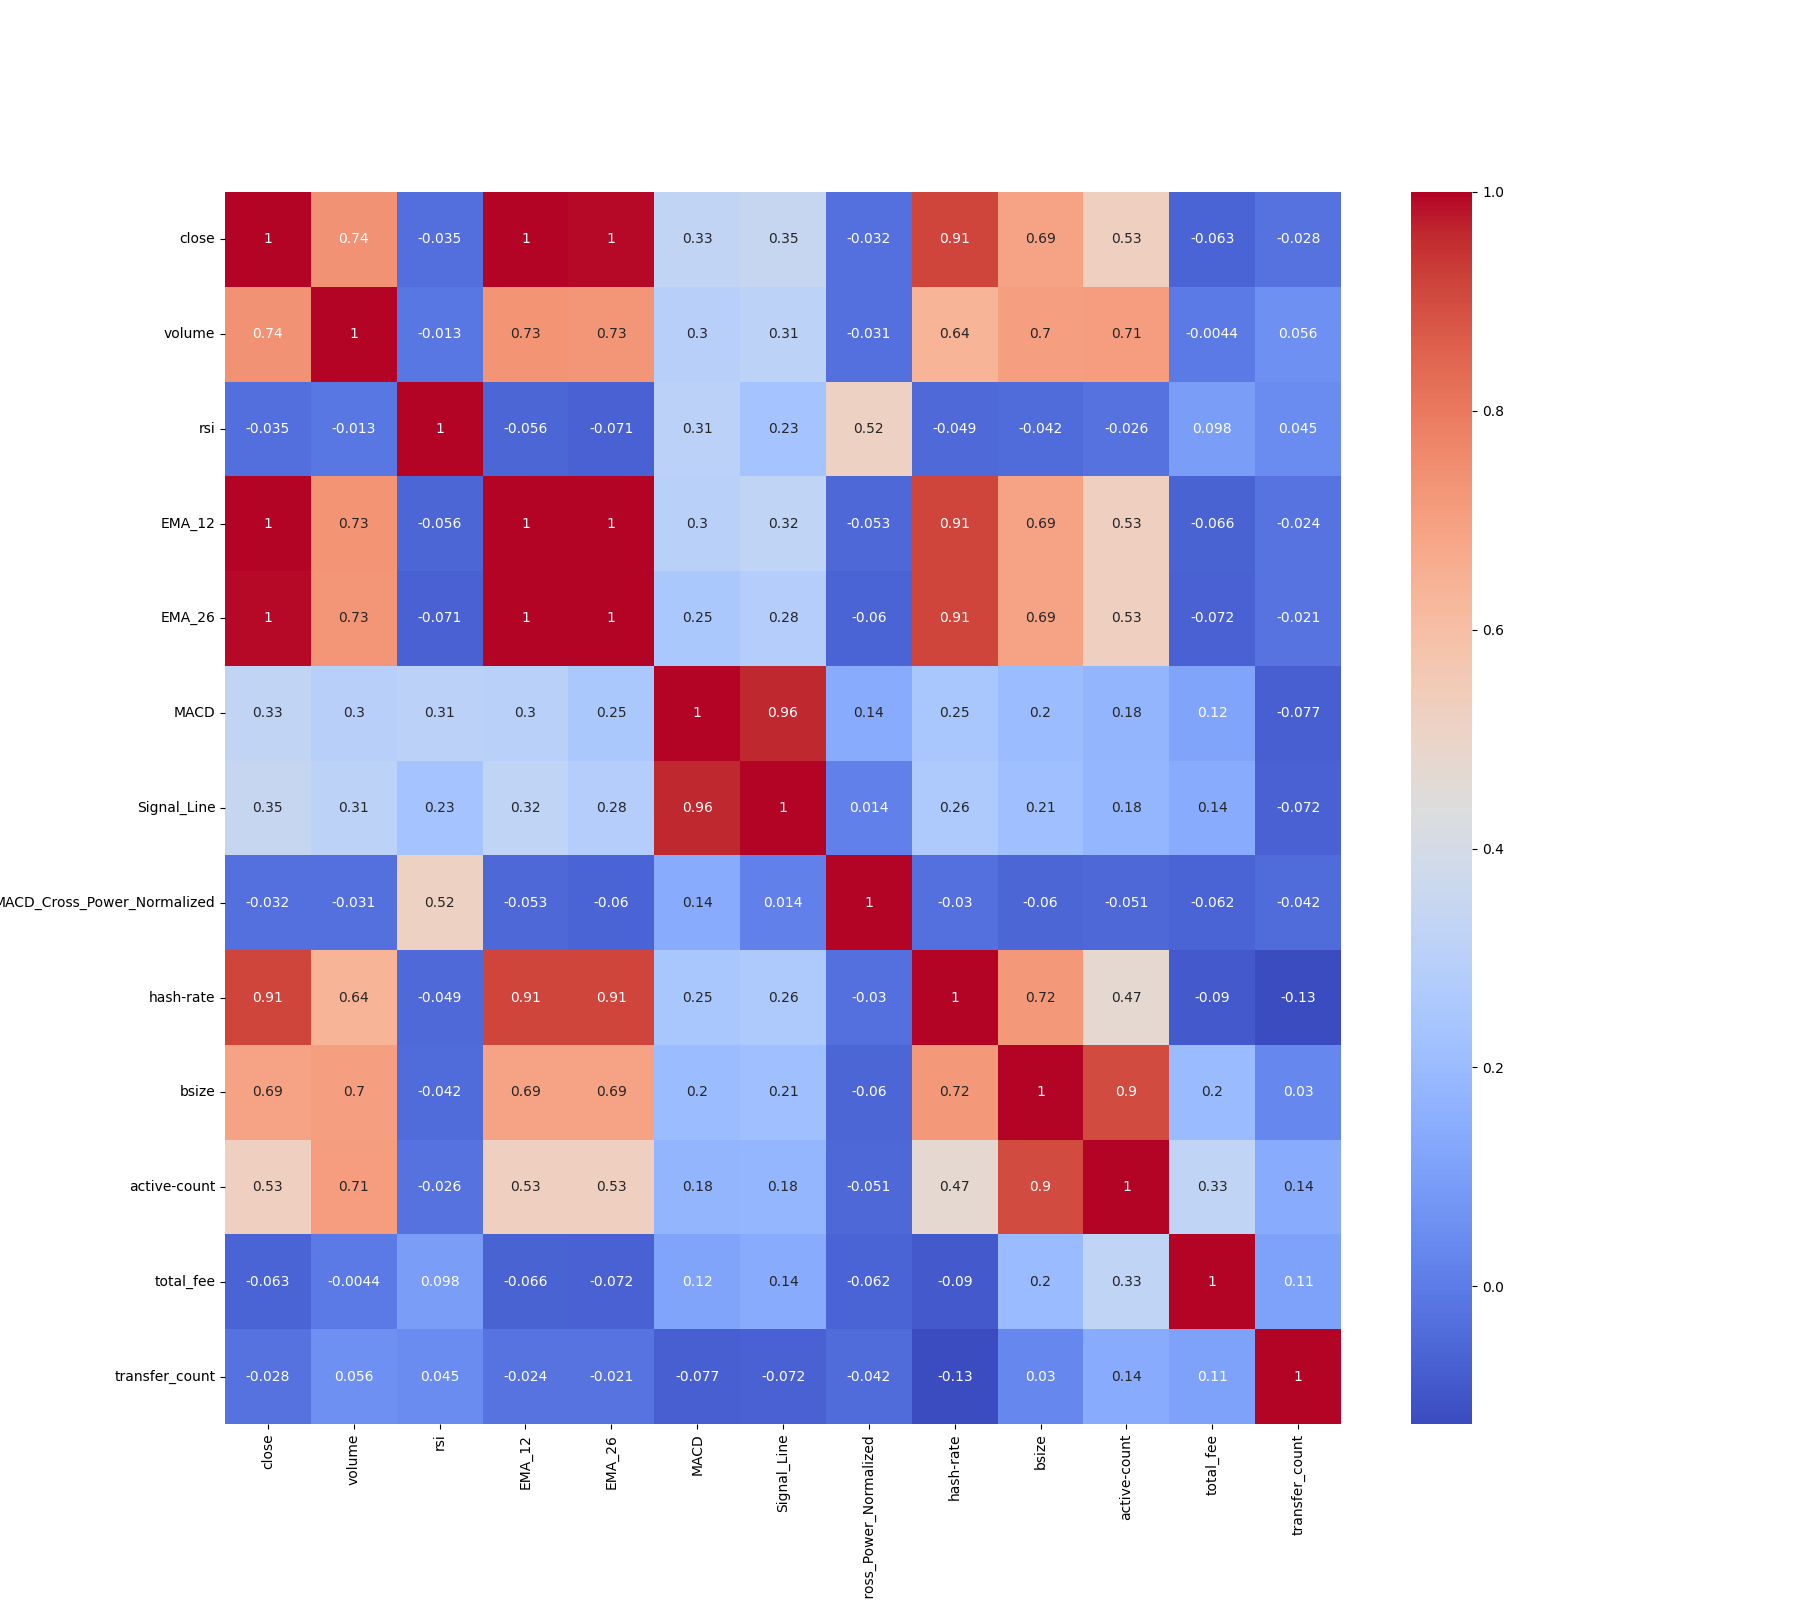 close 1 0.74 -0.035 1 1 0.33 0.35 -0.032 0.91 0.69 0.53 -0.063 -0.028
volume 0.74 1 -0.013 0.73 0.73 0.3 0.31 -0.031 0.64 0.7 0.71 -0.0044 0.056
rsi -0.035 -0.013 1 -0.056 -0.071 0.31 0.23 0.52 -0.049 -0.042 -0.026 0.098 0.045
EMA_12 1 0.73 -0.056 1 1 0.3 0.32 -0.053 0.91 0.69 0.53 -0.066 -0.024
EMA_26 1 0.73 -0.071 1 1 0.25 0.28 -0.06 0.91 0.69 0.53 -0.072 -0.021
MACD 0.33 0.3 0.31 0.3 0.25 1 0.96 0.14 0.25 0.2 0.18 0.12 -0.077
Signal_Line 0.35 0.31 0.23 0.32 0.28 0.96 1 0.014 0.26 0.21 0.18 0.14 -0.072
MACD_Cross_Power_Normalized -0.032 -0.031 0.52 -0.053 -0.06 0.14 0.014 1 -0.03 -0.06 -0.051 -0.062 -0.042
hash-rate 0.91 0.64 -0.049 0.91 0.91 0.25 0.26 -0.03 1 0.72 0.47 -0.09 -0.13
bsize 0.69 0.7 -0.042 0.69 0.69 0.2 0.21 -0.06 0.72 1 0.9 0.2 0.03
active-count 0.53 0.71 -0.026 0.53 0.53 0.18 0.18 -0.051 0.47 0.9 1 0.33 0.14
total_fee -0.063 -0.0044 0.098 -0.066 -0.072 0.12 0.14 -0.062 -0.09 0.2 0.33 1 0.11
transfer_count -0.028 0.056 0.045 -0.024 -0.021 -0.077 -0.072 -0.042 -0.13 0.03 0.14 0.11 1
close
volume
rsi
EMA_12
EMA_26
MACD
Signal_Line
ross_Power_Normalized
hash-rate
bsize
active-count
total_fee
transfer_count
1.0
0.8
0.6
0.4
0.2
0.0